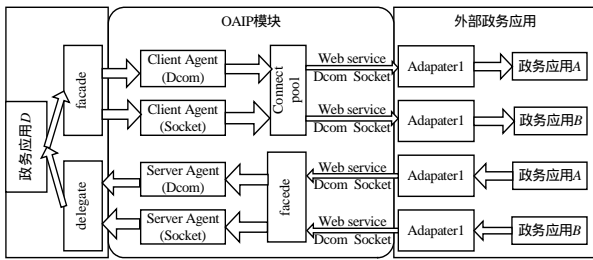 OAIP模块
外部政务应用
政务应用D
facade
Client Agent
(Dcom)
Client Agent
(Socket)
Connect
pool
Web service
Dcom Socket
Web service
Dcom Socket
Adapater1
政务应用A
Adapater1
政务应用B
delegate
Server Agent
(Dcom)
Server Agent
(Socket)
facede
Web service
Dcom Socket
Web service
Dcom Socket
Adapater1
政务应用A
Adapater1
政务应用B